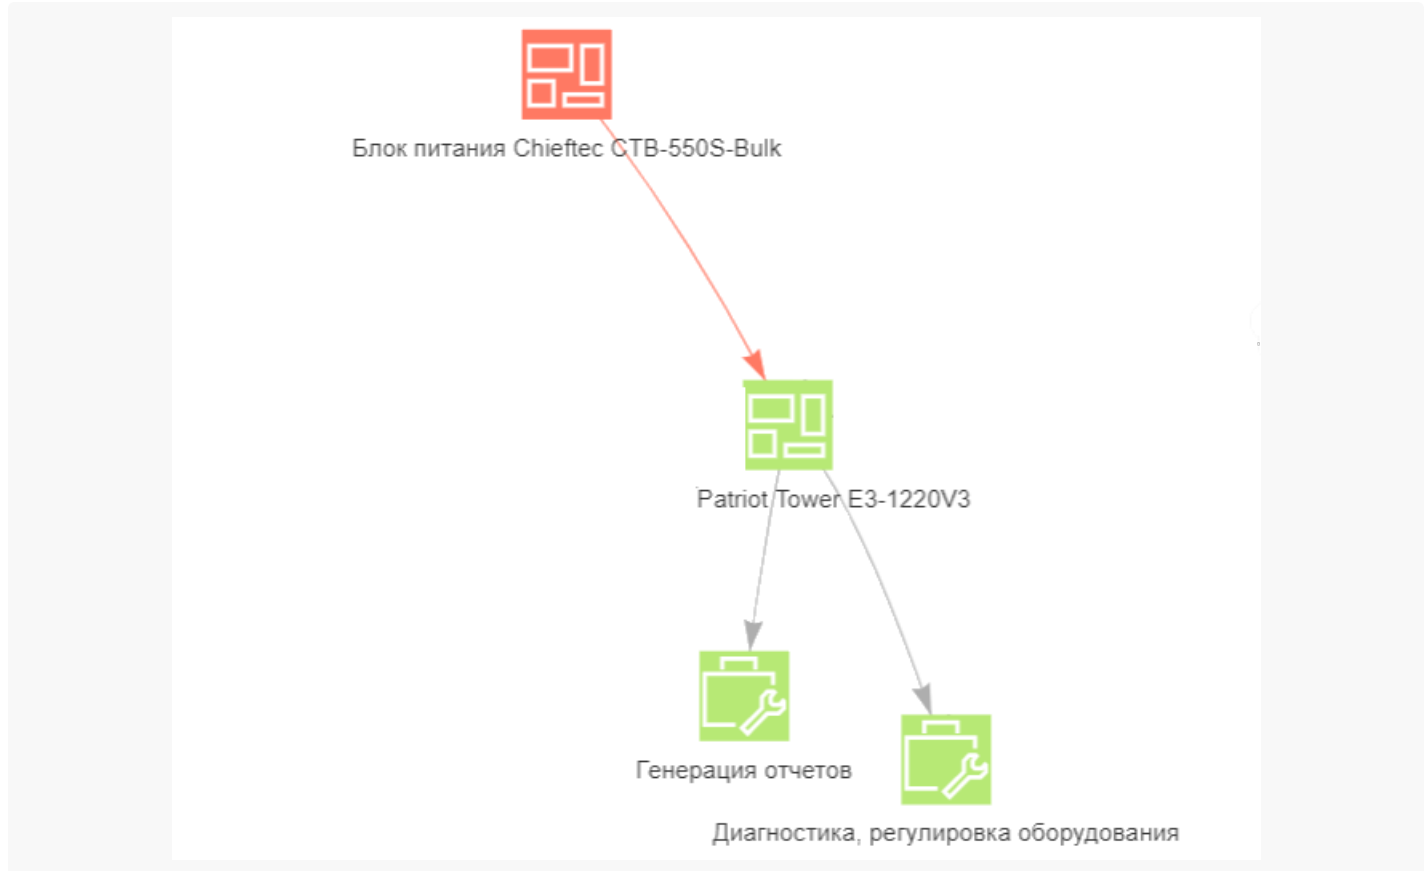 Блок питания Chieftec CTB-550S-Bulk
Patriot Tower E3-1220V3
Генерация отчетов
Диагностика, регулировка оборудования